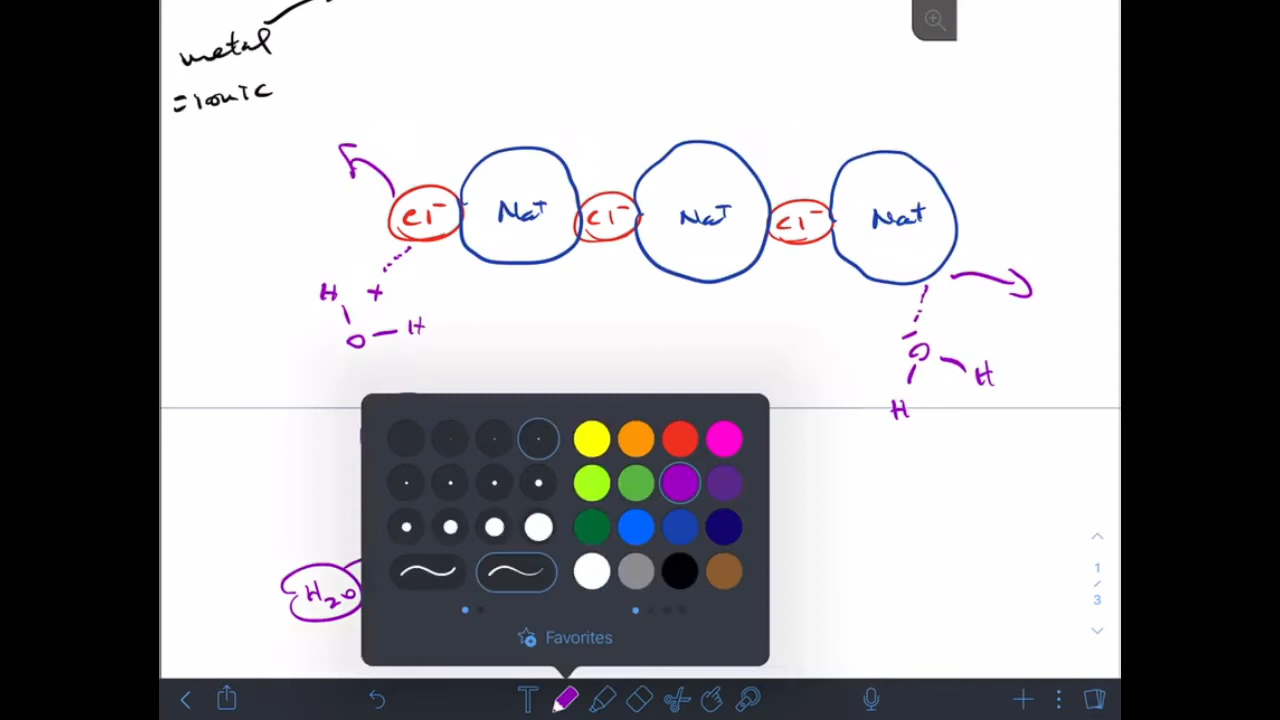 metal
= ionic
Cl⁻ Na⁺ Cl⁻ Na⁺ Cl⁻ Na⁺
H +
O H
O H
H
H₂O
1
/
3
Favorites
T